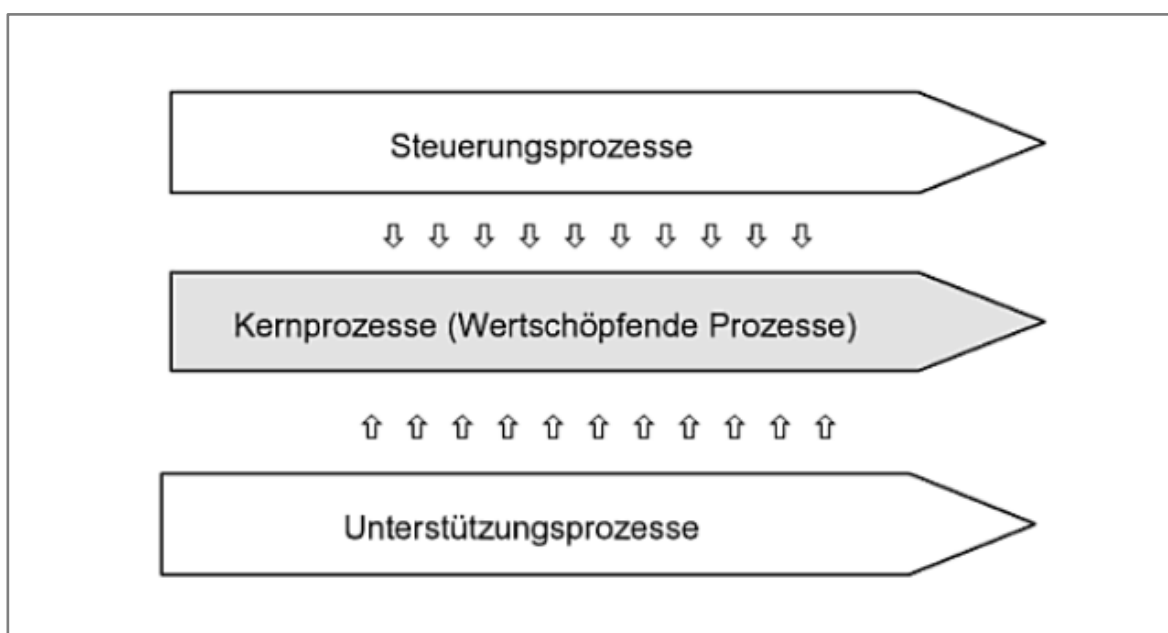 Steuerungsprozesse
Kernprozesse (Wertschöpfende Prozesse)
Unterstützungsprozesse